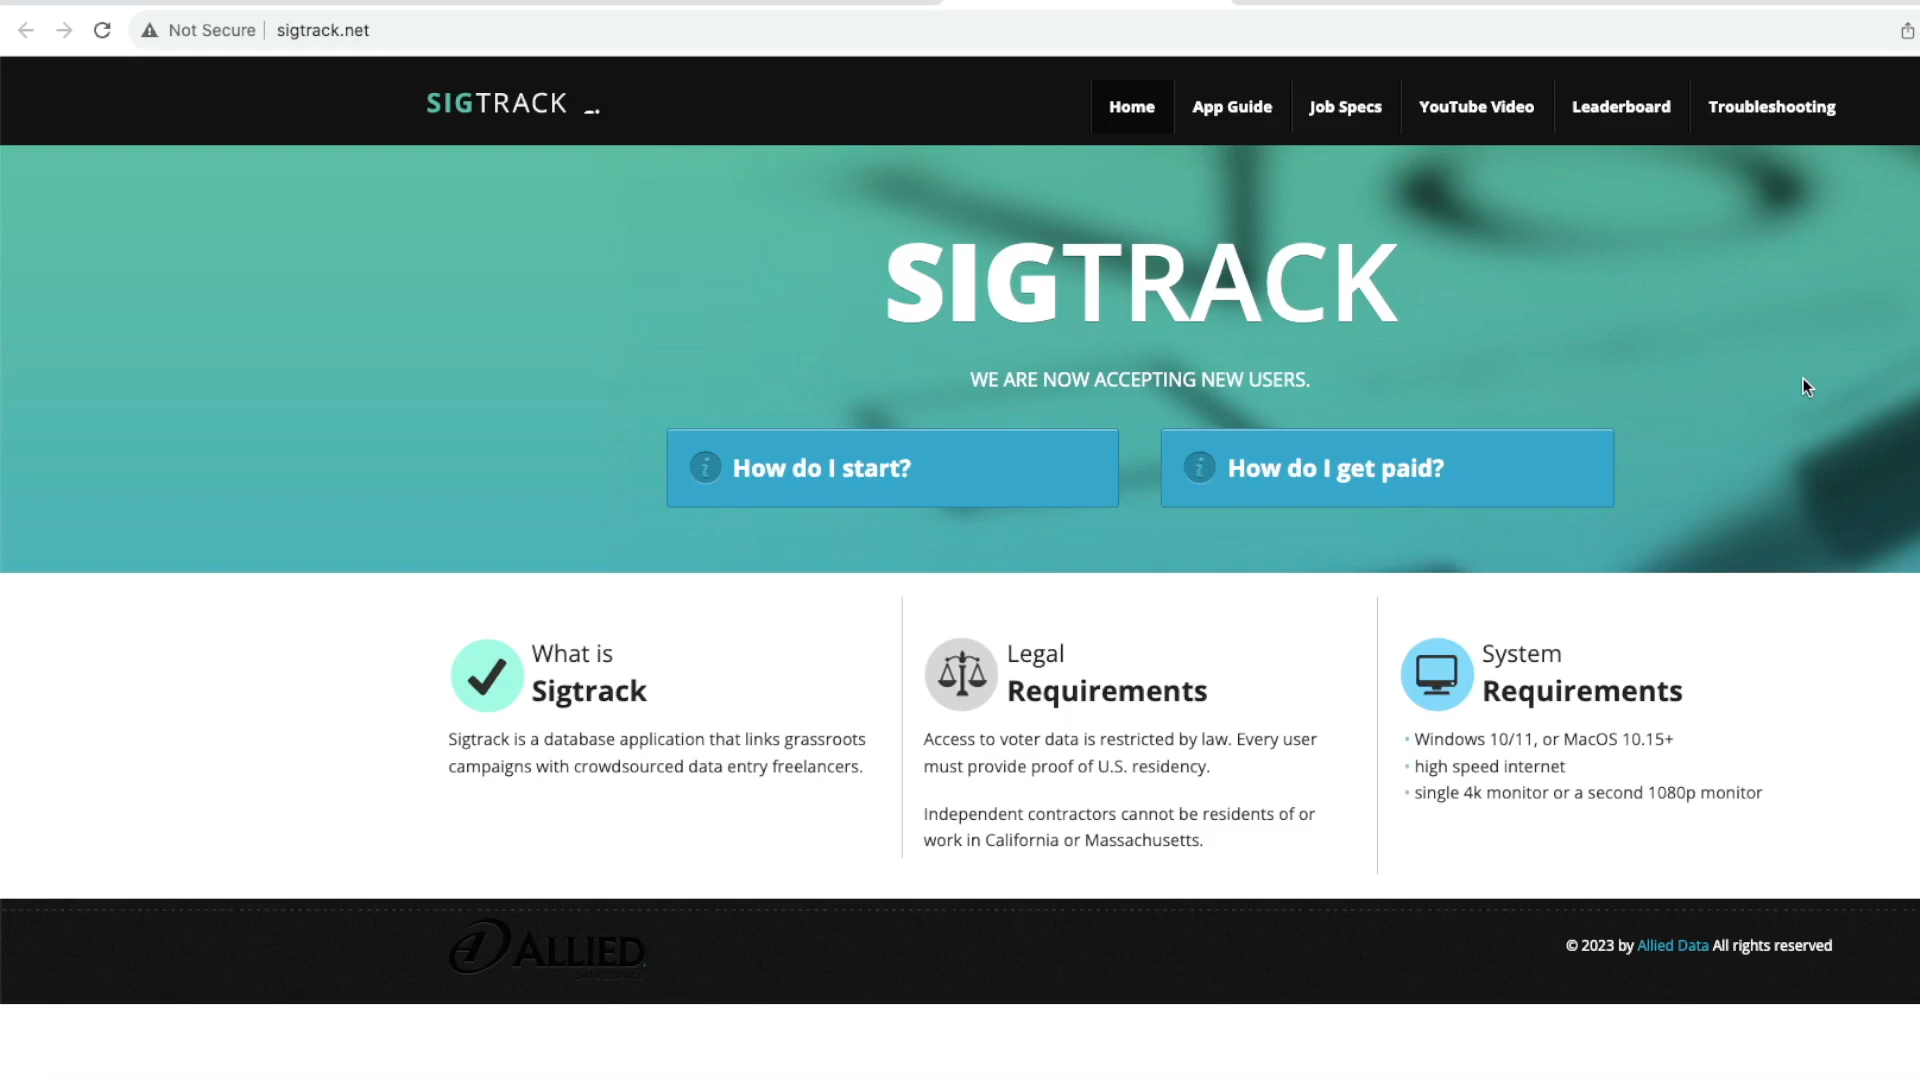 Not Secure sigtrack.net
SIGTRACK
Home App Guide Job Specs YouTube Video Leaderboard Troubleshooting
SIGTRACK
WE ARE NOW ACCEPTING NEW USERS.
How do I start? How do I get paid?
What is
Sigtrack
Sigtrack is a database application that links grassroots
campaigns with crowdsourced data entry freelancers.
Legal
Requirements
Access to voter data is restricted by law. Every user
must provide proof of U.S. residency.
Independent contractors cannot be residents of or
work in California or Massachusetts.
System
Requirements
• Windows 10/11, or MacOS 10.15+
• high speed internet
• single 4k monitor or a second 1080p monitor
ALLIED
© 2023 by Allied Data All rights reserved